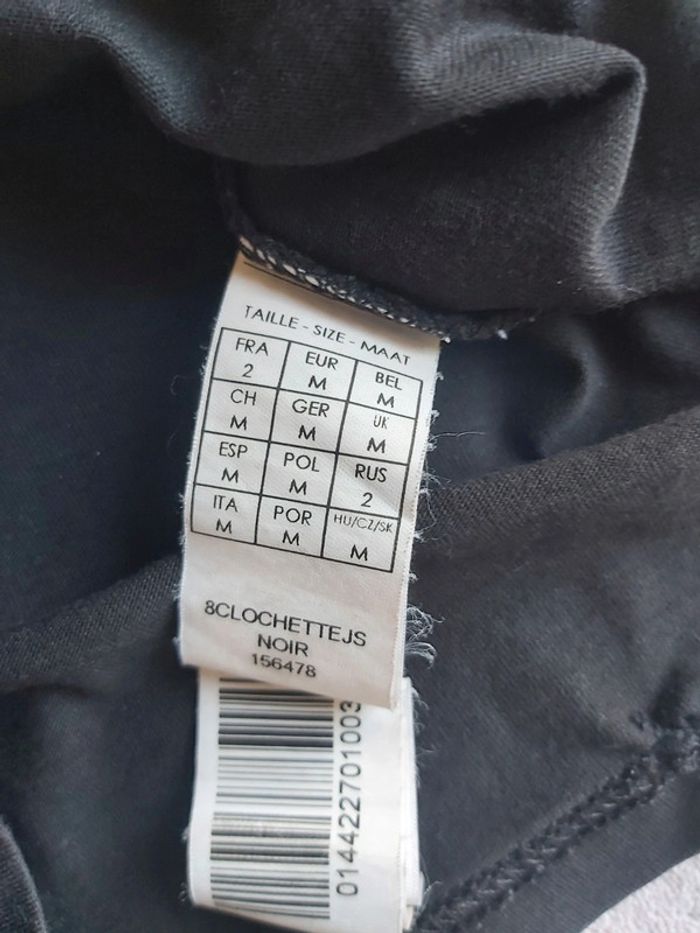 TAILLE - SIZE - MAAT
FRA EUR BEL
2 M M
CH GER UK
M M M
ESP POL RUS
M M 2
ITA POR HU/CZ/SK
M M M
8CLOCHETTEJS
NOIR
156478
014422701003